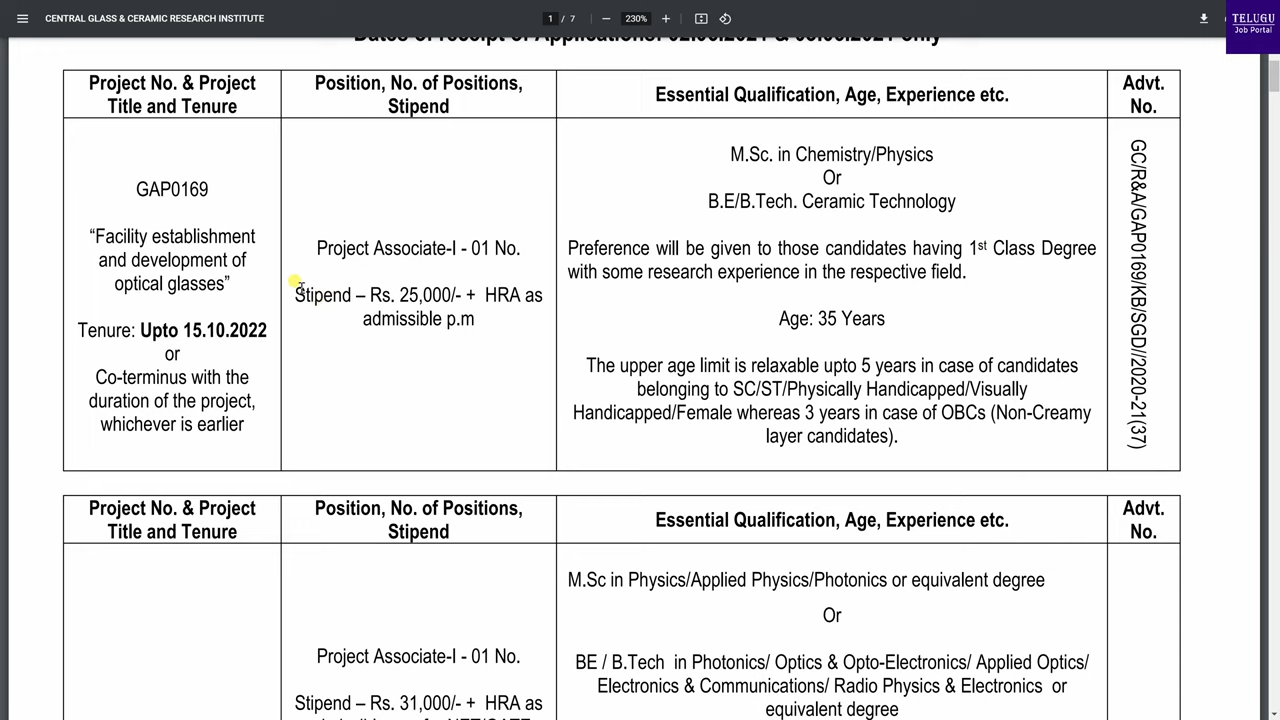 CENTRAL GLASS & CERAMIC RESEARCH INSTITUTE
1 / 7
230%
TELUGU
Job Portal
Project No. & Project
Title and Tenure
Position, No. of Positions,
Stipend
Essential Qualification, Age, Experience etc.
Advt.
No.
GAP0169
“Facility establishment
and development of
optical glasses”
Tenure: Upto 15.10.2022
or
Co-terminus with the
duration of the project,
whichever is earlier
Project Associate-I - 01 No.
Stipend – Rs. 25,000/- + HRA as
admissible p.m
M.Sc. in Chemistry/Physics
Or
B.E/B.Tech. Ceramic Technology
Preference will be given to those candidates having 1st Class Degree
with some research experience in the respective field.
Age: 35 Years
The upper age limit is relaxable upto 5 years in case of candidates
belonging to SC/ST/Physically Handicapped/Visually
Handicapped/Female whereas 3 years in case of OBCs (Non-Creamy
layer candidates).
GC/R&A/GAP0169/KB/SGD//2020-21(37)
Project No. & Project
Title and Tenure
Position, No. of Positions,
Stipend
Essential Qualification, Age, Experience etc.
Advt.
No.
Project Associate-I - 01 No.
Stipend – Rs. 31,000/- + HRA as
M.Sc in Physics/Applied Physics/Photonics or equivalent degree
Or
BE / B.Tech in Photonics/ Optics & Opto-Electronics/ Applied Optics/
Electronics & Communications/ Radio Physics & Electronics or
equivalent degree